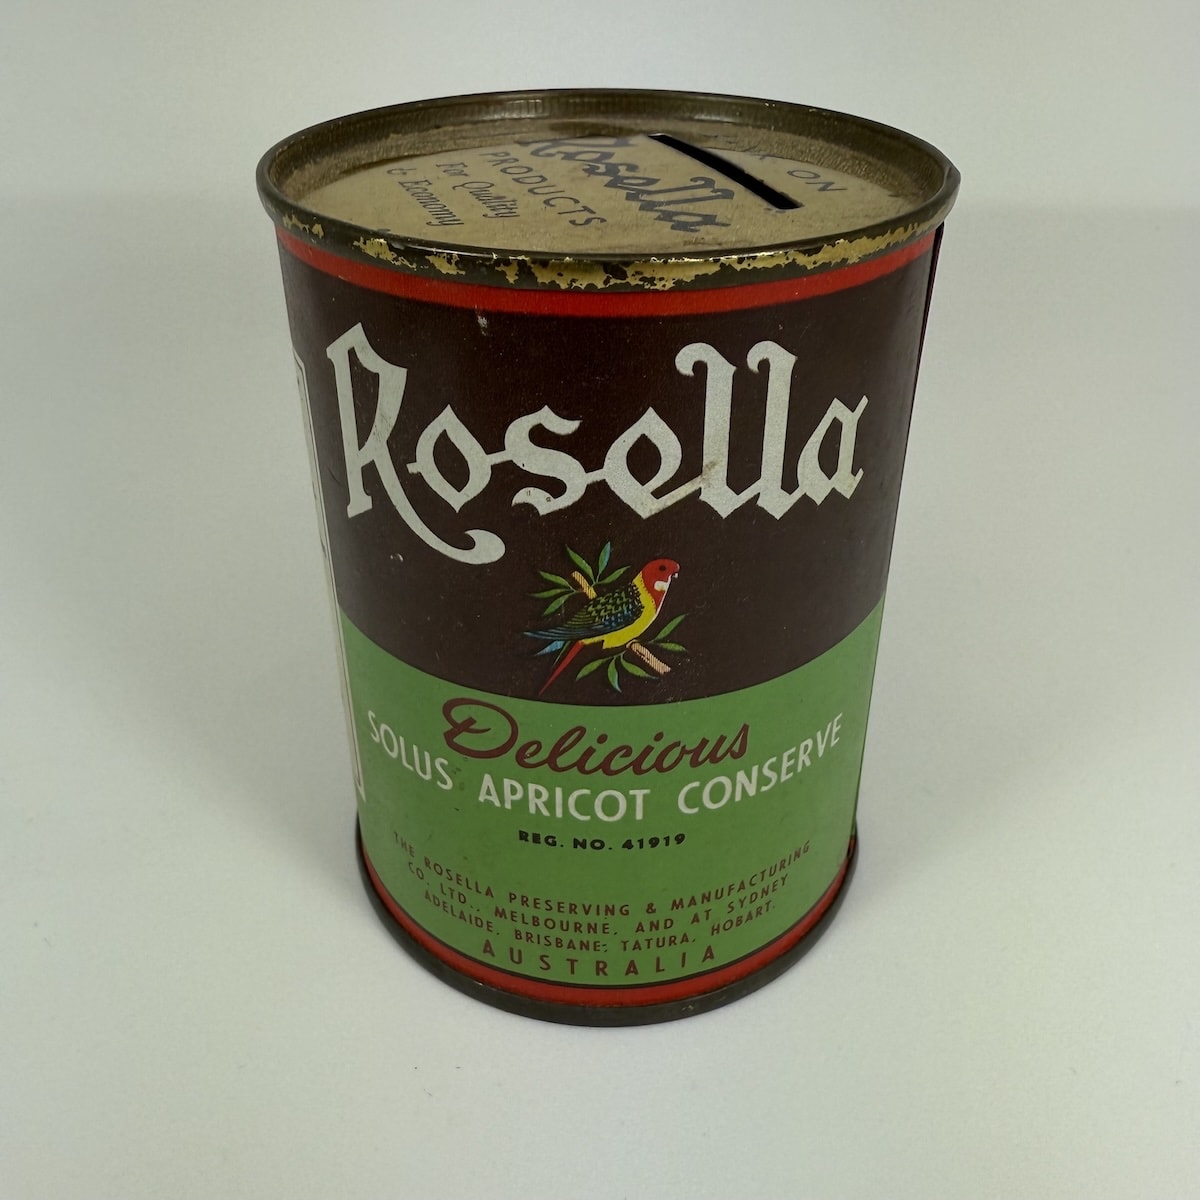 ON
Rosella
PRODUCTS
For Quality
& Economy
Rosella
Delicious
SOLUS APRICOT CONSERVE
REG. NO. 41919
THE ROSELLA PRESERVING & MANUFACTURING
CO. LTD., MELBOURNE, AND AT SYDNEY
ADELAIDE, BRISBANE, TATURA, HOBART.
AUSTRALIA